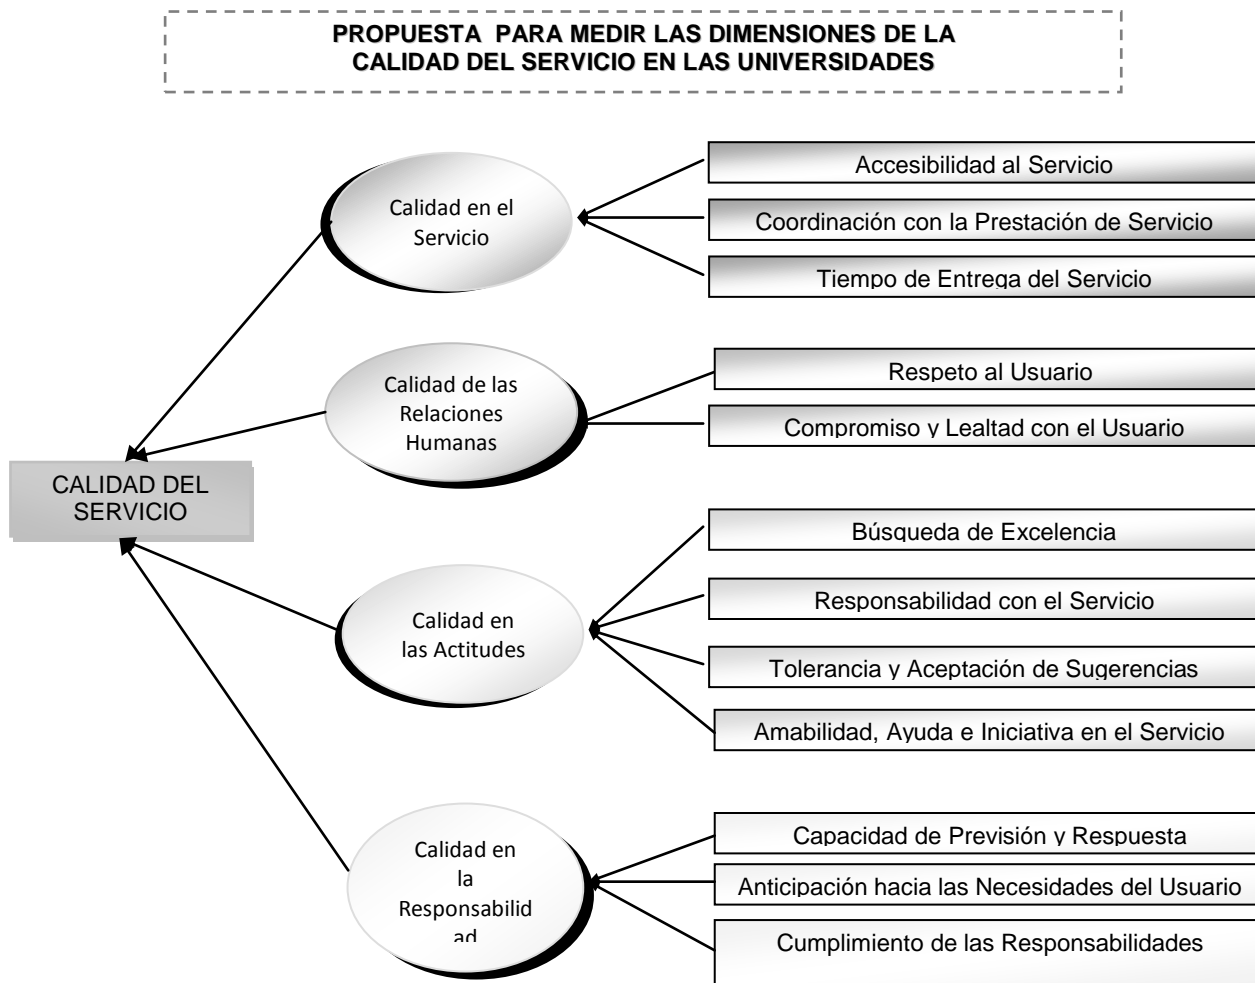 PROPUESTA PARA MEDIR LAS DIMENSIONES DE LA
CALIDAD DEL SERVICIO EN LAS UNIVERSIDADES
Calidad en el
Servicio
Accesibilidad al Servicio
Coordinación con la Prestación de Servicio
Tiempo de Entrega del Servicio
Calidad de las
Relaciones
Humanas
Respeto al Usuario
Compromiso y Lealtad con el Usuario
CALIDAD DEL
SERVICIO
Calidad en
las Actitudes
Búsqueda de Excelencia
Responsabilidad con el Servicio
Tolerancia y Aceptación de Sugerencias
Amabilidad, Ayuda e Iniciativa en el Servicio
Calidad en
la
Responsabilid
ad
Capacidad de Previsión y Respuesta
Anticipación hacia las Necesidades del Usuario
Cumplimiento de las Responsabilidades